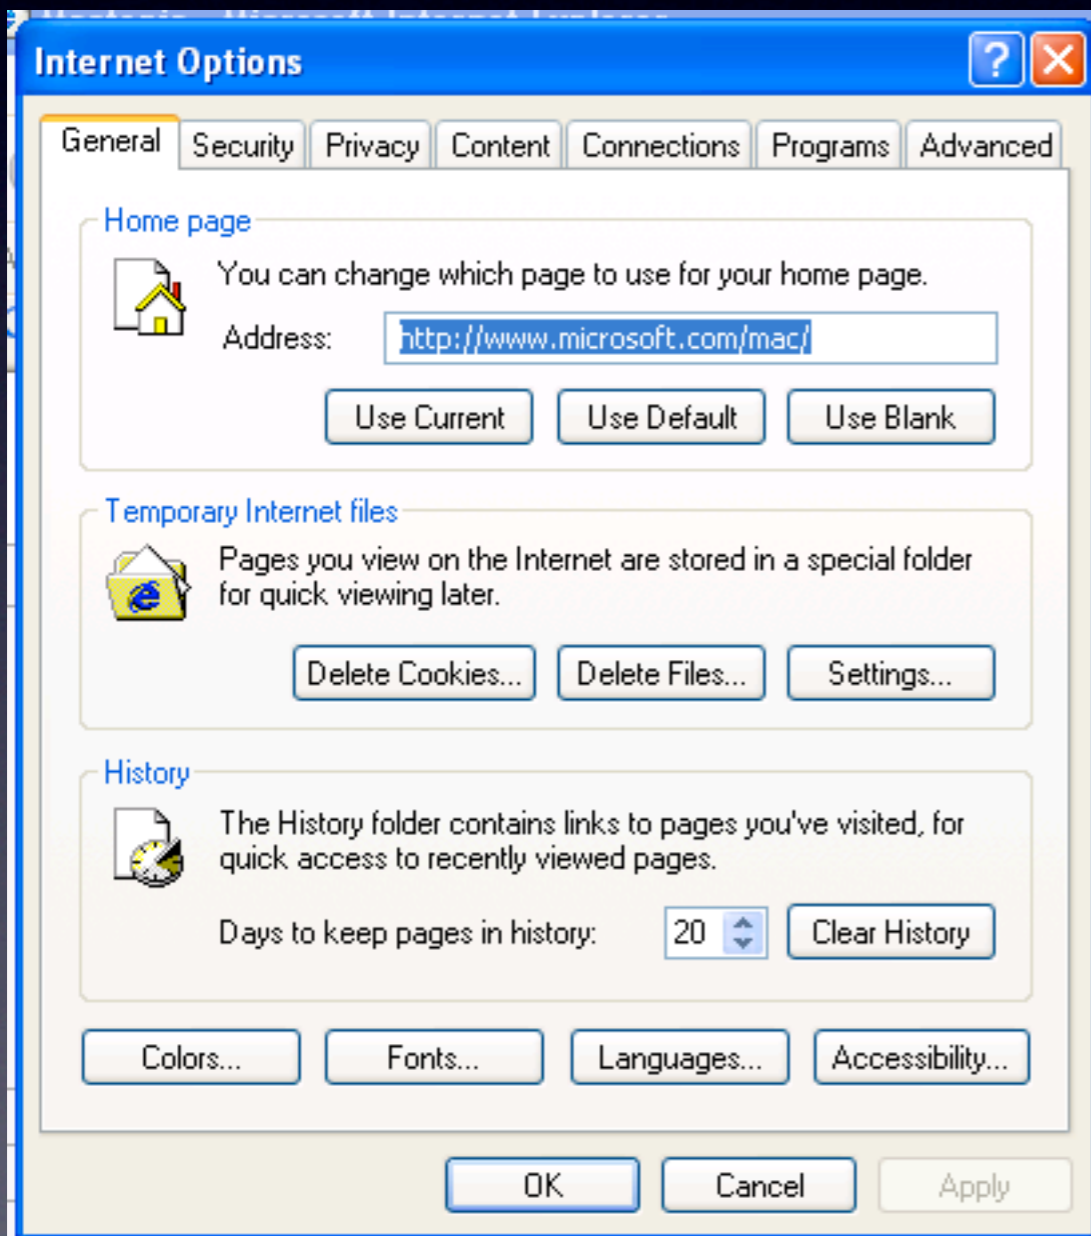 Internet Options
General Security Privacy Content Connections Programs Advanced
Home page
You can change which page to use for your home page.
Address: http://www.microsoft.com/mac/
Use Current Use Default Use Blank
Temporary Internet files
Pages you view on the Internet are stored in a special folder
for quick viewing later.
Delete Cookies... Delete Files... Settings...
History
The History folder contains links to pages you've visited, for
quick access to recently viewed pages.
Days to keep pages in history: 20 Clear History
Colors... Fonts... Languages... Accessibility...
OK Cancel Apply